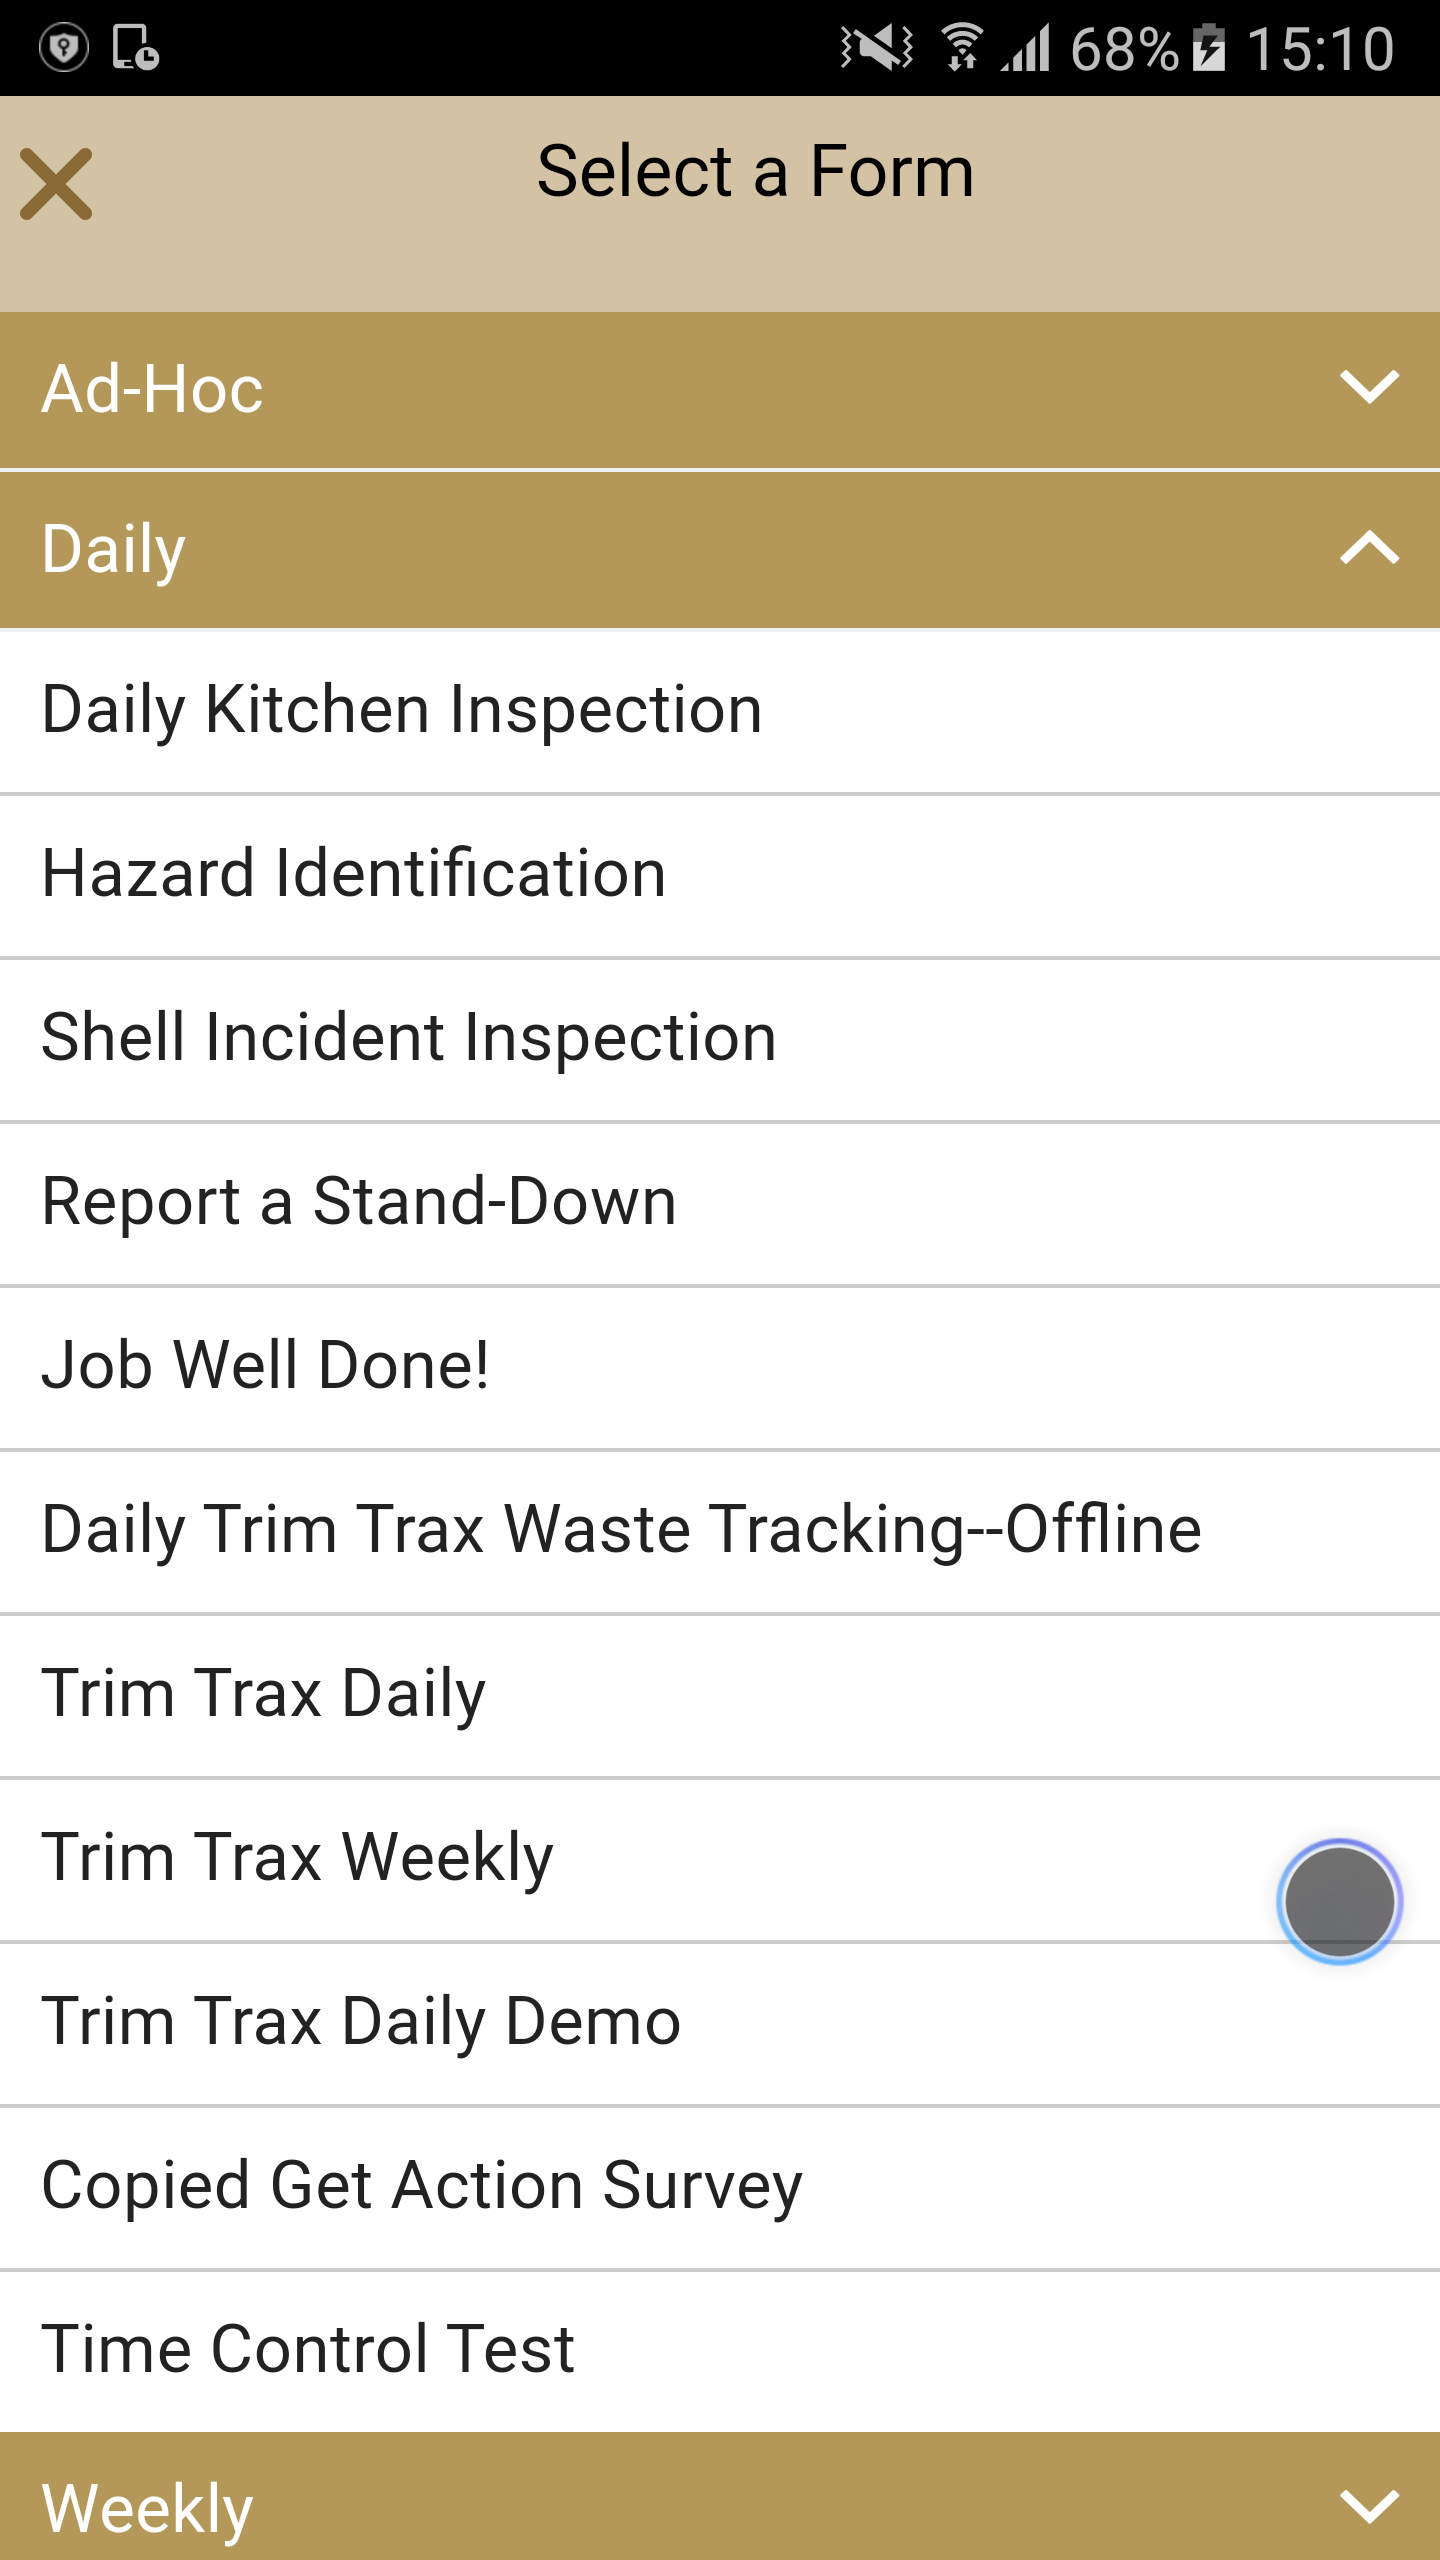 68% 15:10
Select a Form
Ad-Hoc
Daily
Daily Kitchen Inspection
Hazard Identification
Shell Incident Inspection
Report a Stand-Down
Job Well Done!
Daily Trim Trax Waste Tracking--Offline
Trim Trax Daily
Trim Trax Weekly
Trim Trax Daily Demo
Copied Get Action Survey
Time Control Test
Weekly